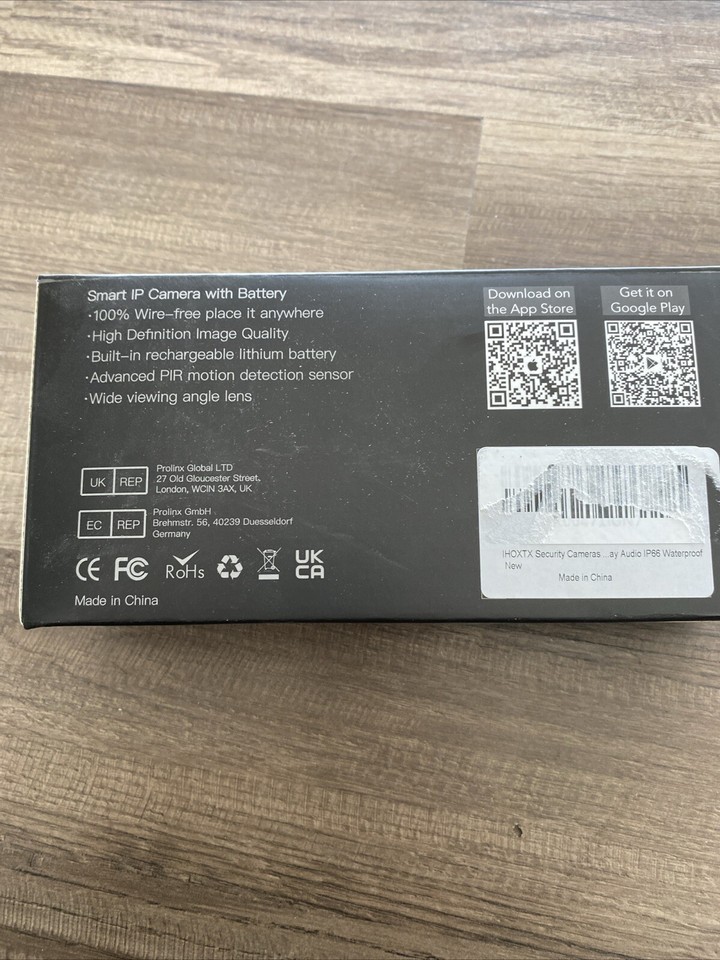 Smart IP Camera with Battery
·100% Wire-free place it anywhere
·High Definition Image Quality
·Built-in rechargeable lithium battery
·Advanced PIR motion detection sensor
·Wide viewing angle lens
Download on
the App Store
Get it on
Google Play
UK REP
Prolinx Global LTD
27 Old Gloucester Street.
London, WCIN 3AX, UK
EC REP
Prolinx GmbH
Brehmstr. 56, 40239 Duesseldorf
Germany
CE FC RoHs UK
CA
Made in China
IHOXTX Security Cameras ...ay Audio IP66 Waterproof
New
Made in China